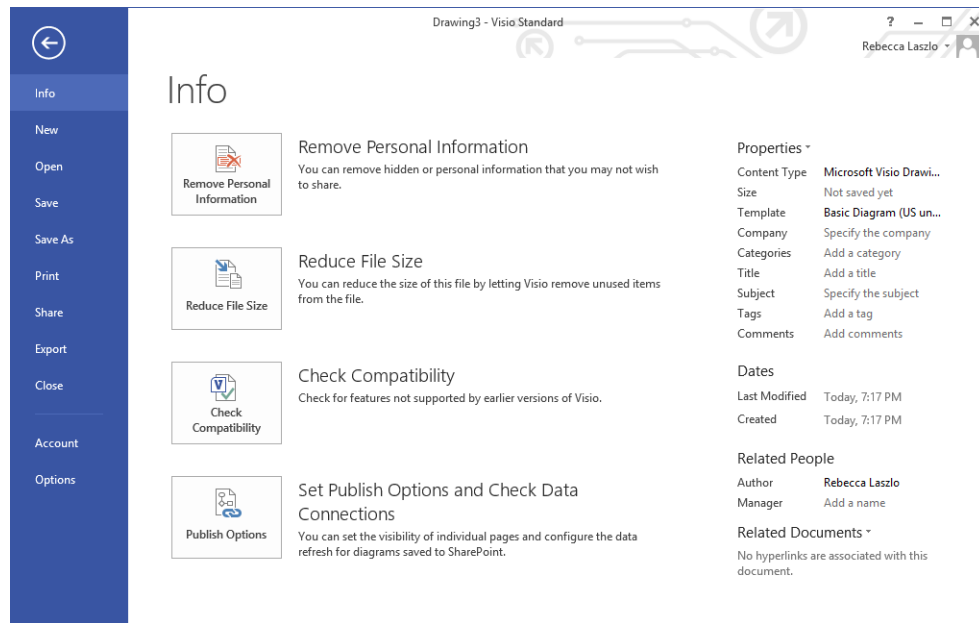 Drawing3 - Visio Standard
?
Rebecca Laszlo
Info
New
Open
Save
Save As
Print
Share
Export
Close
Account
Options
Info
Remove Personal
Information
Remove Personal Information
You can remove hidden or personal information that you may not wish
to share.
Reduce File Size
Reduce File Size
You can reduce the size of this file by letting Visio remove unused items
from the file.
Check
Compatibility
Check Compatibility
Check for features not supported by earlier versions of Visio.
Publish Options
Set Publish Options and Check Data
Connections
You can set the visibility of individual pages and configure the data
refresh for diagrams saved to SharePoint.
Properties
Content Type Microsoft Visio Drawi...
Size Not saved yet
Template Basic Diagram (US un...
Company Specify the company
Categories Add a category
Title Add a title
Subject Specify the subject
Tags Add a tag
Comments Add comments
Dates
Last Modified Today, 7:17 PM
Created Today, 7:17 PM
Related People
Author Rebecca Laszlo
Manager Add a name
Related Documents
No hyperlinks are associated with this
document.